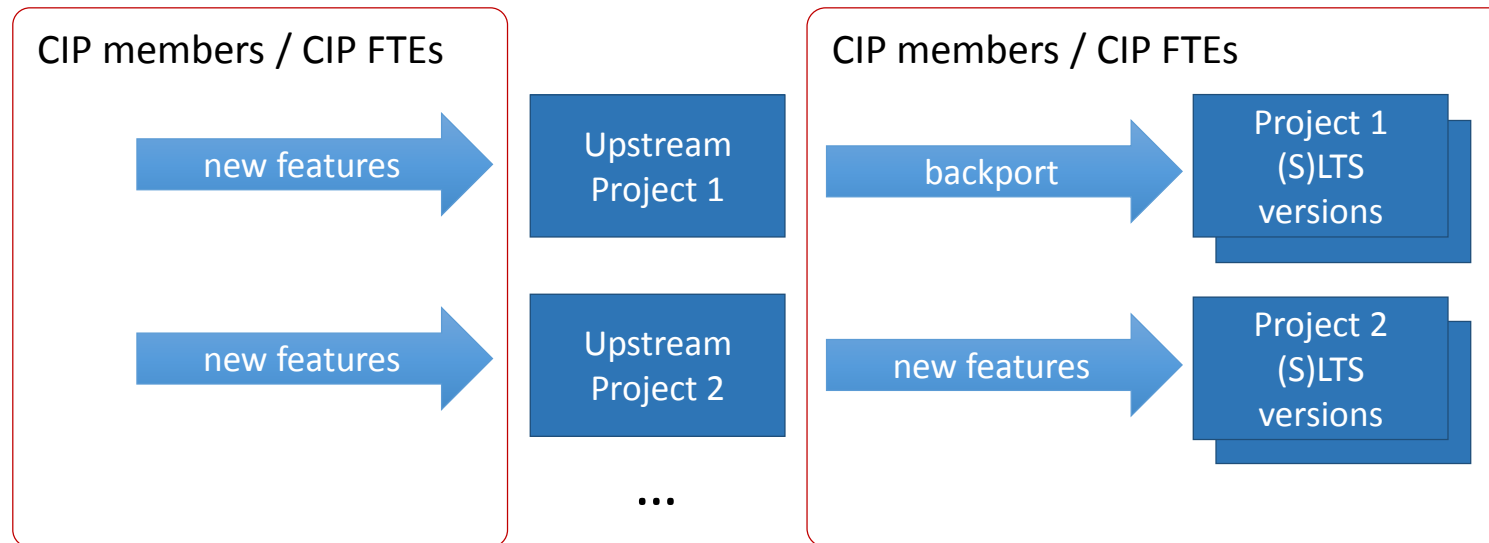 CIP members / CIP FTEs
CIP members / CIP FTEs
new features
Upstream
Project 1
backport
Project 1
(S)LTS
versions
new features
Upstream
Project 2
new features
Project 2
(S)LTS
versions
...